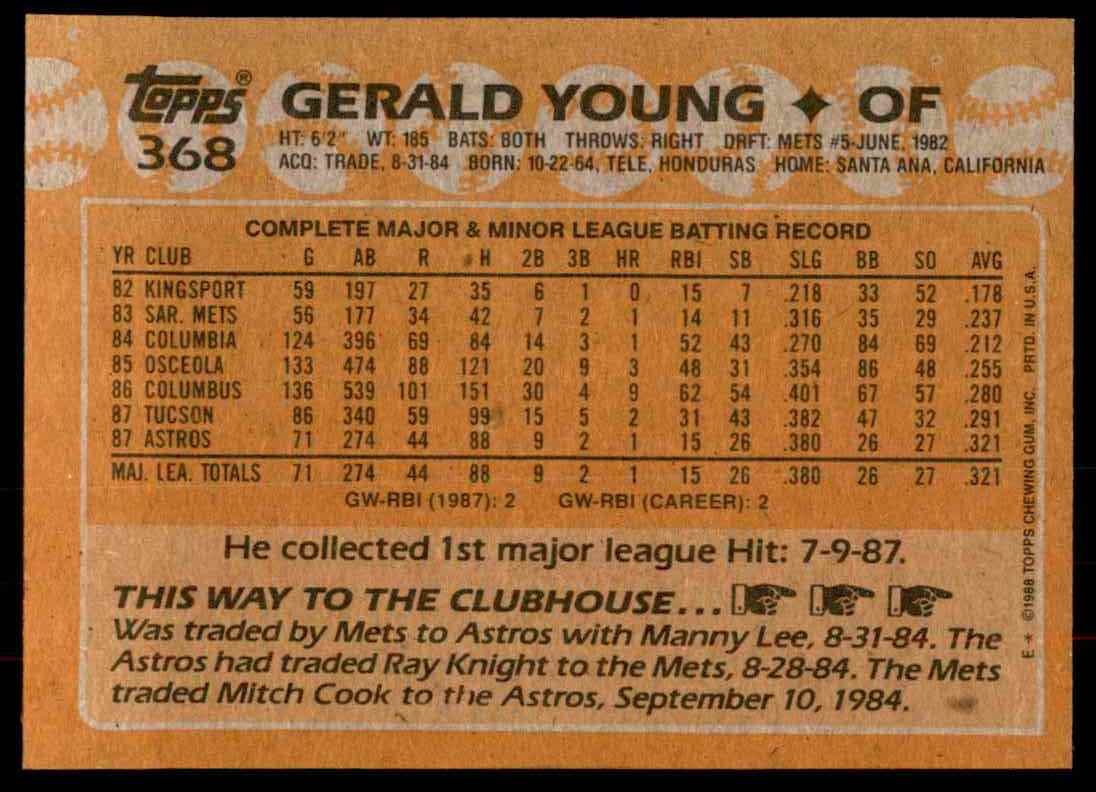 topps® GERALD YOUNG ✦ OF
368 HT: 6'2" WT: 185 BATS: BOTH THROWS: RIGHT DRFT: METS #5-JUNE, 1982
ACQ: TRADE, 8-31-84 BORN: 10-22-64, TELE, HONDURAS HOME: SANTA ANA, CALIFORNIA
COMPLETE MAJOR & MINOR LEAGUE BATTING RECORD
YR CLUB G AB R H 2B 3B HR RBI SB SLG BB SO AVG
82 KINGSPORT 59 197 27 35 6 1 0 15 7 .218 33 52 .178
83 SAR. METS 56 177 34 42 7 2 1 14 11 .316 35 29 .237
84 COLUMBIA 124 396 69 84 14 3 1 52 43 .270 84 69 .212
85 OSCEOLA 133 474 88 121 20 9 3 48 31 .354 86 48 .255
86 COLUMBUS 136 539 101 151 30 4 9 62 54 .401 67 57 .280
87 TUCSON 86 340 59 99 15 5 2 31 43 .382 47 32 .291
87 ASTROS 71 274 44 88 9 2 1 15 26 .380 26 27 .321
MAJ. LEA. TOTALS 71 274 44 88 9 2 1 15 26 .380 26 27 .321
GW-RBI (1987): 2 GW-RBI (CAREER): 2
He collected 1st major league Hit: 7-9-87.
THIS WAY TO THE CLUBHOUSE...
Was traded by Mets to Astros with Manny Lee, 8-31-84. The
Astros had traded Ray Knight to the Mets, 8-28-84. The Mets
traded Mitch Cook to the Astros, September 10, 1984.
E * ©1988 TOPPS CHEWING GUM, INC. PRTD. IN U.S.A.